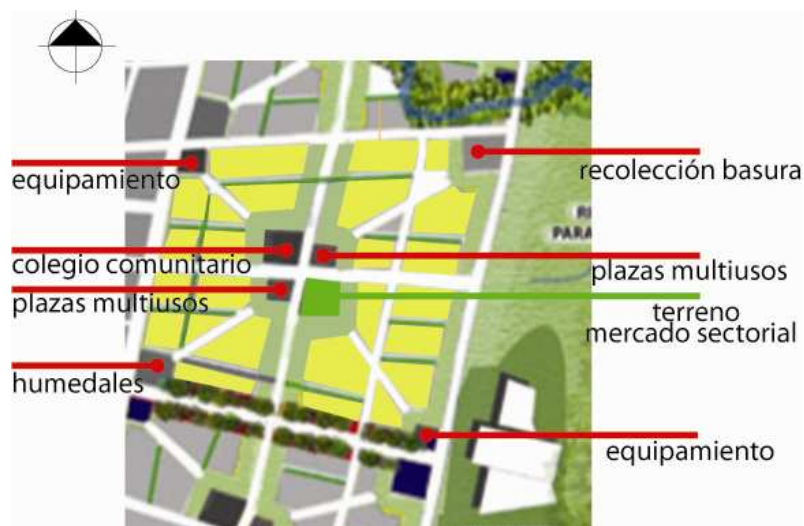 equipamiento
recolección basura
colegio comunitario
plazas multiusos
plazas multiusos
terreno
mercado sectorial
humedales
equipamiento